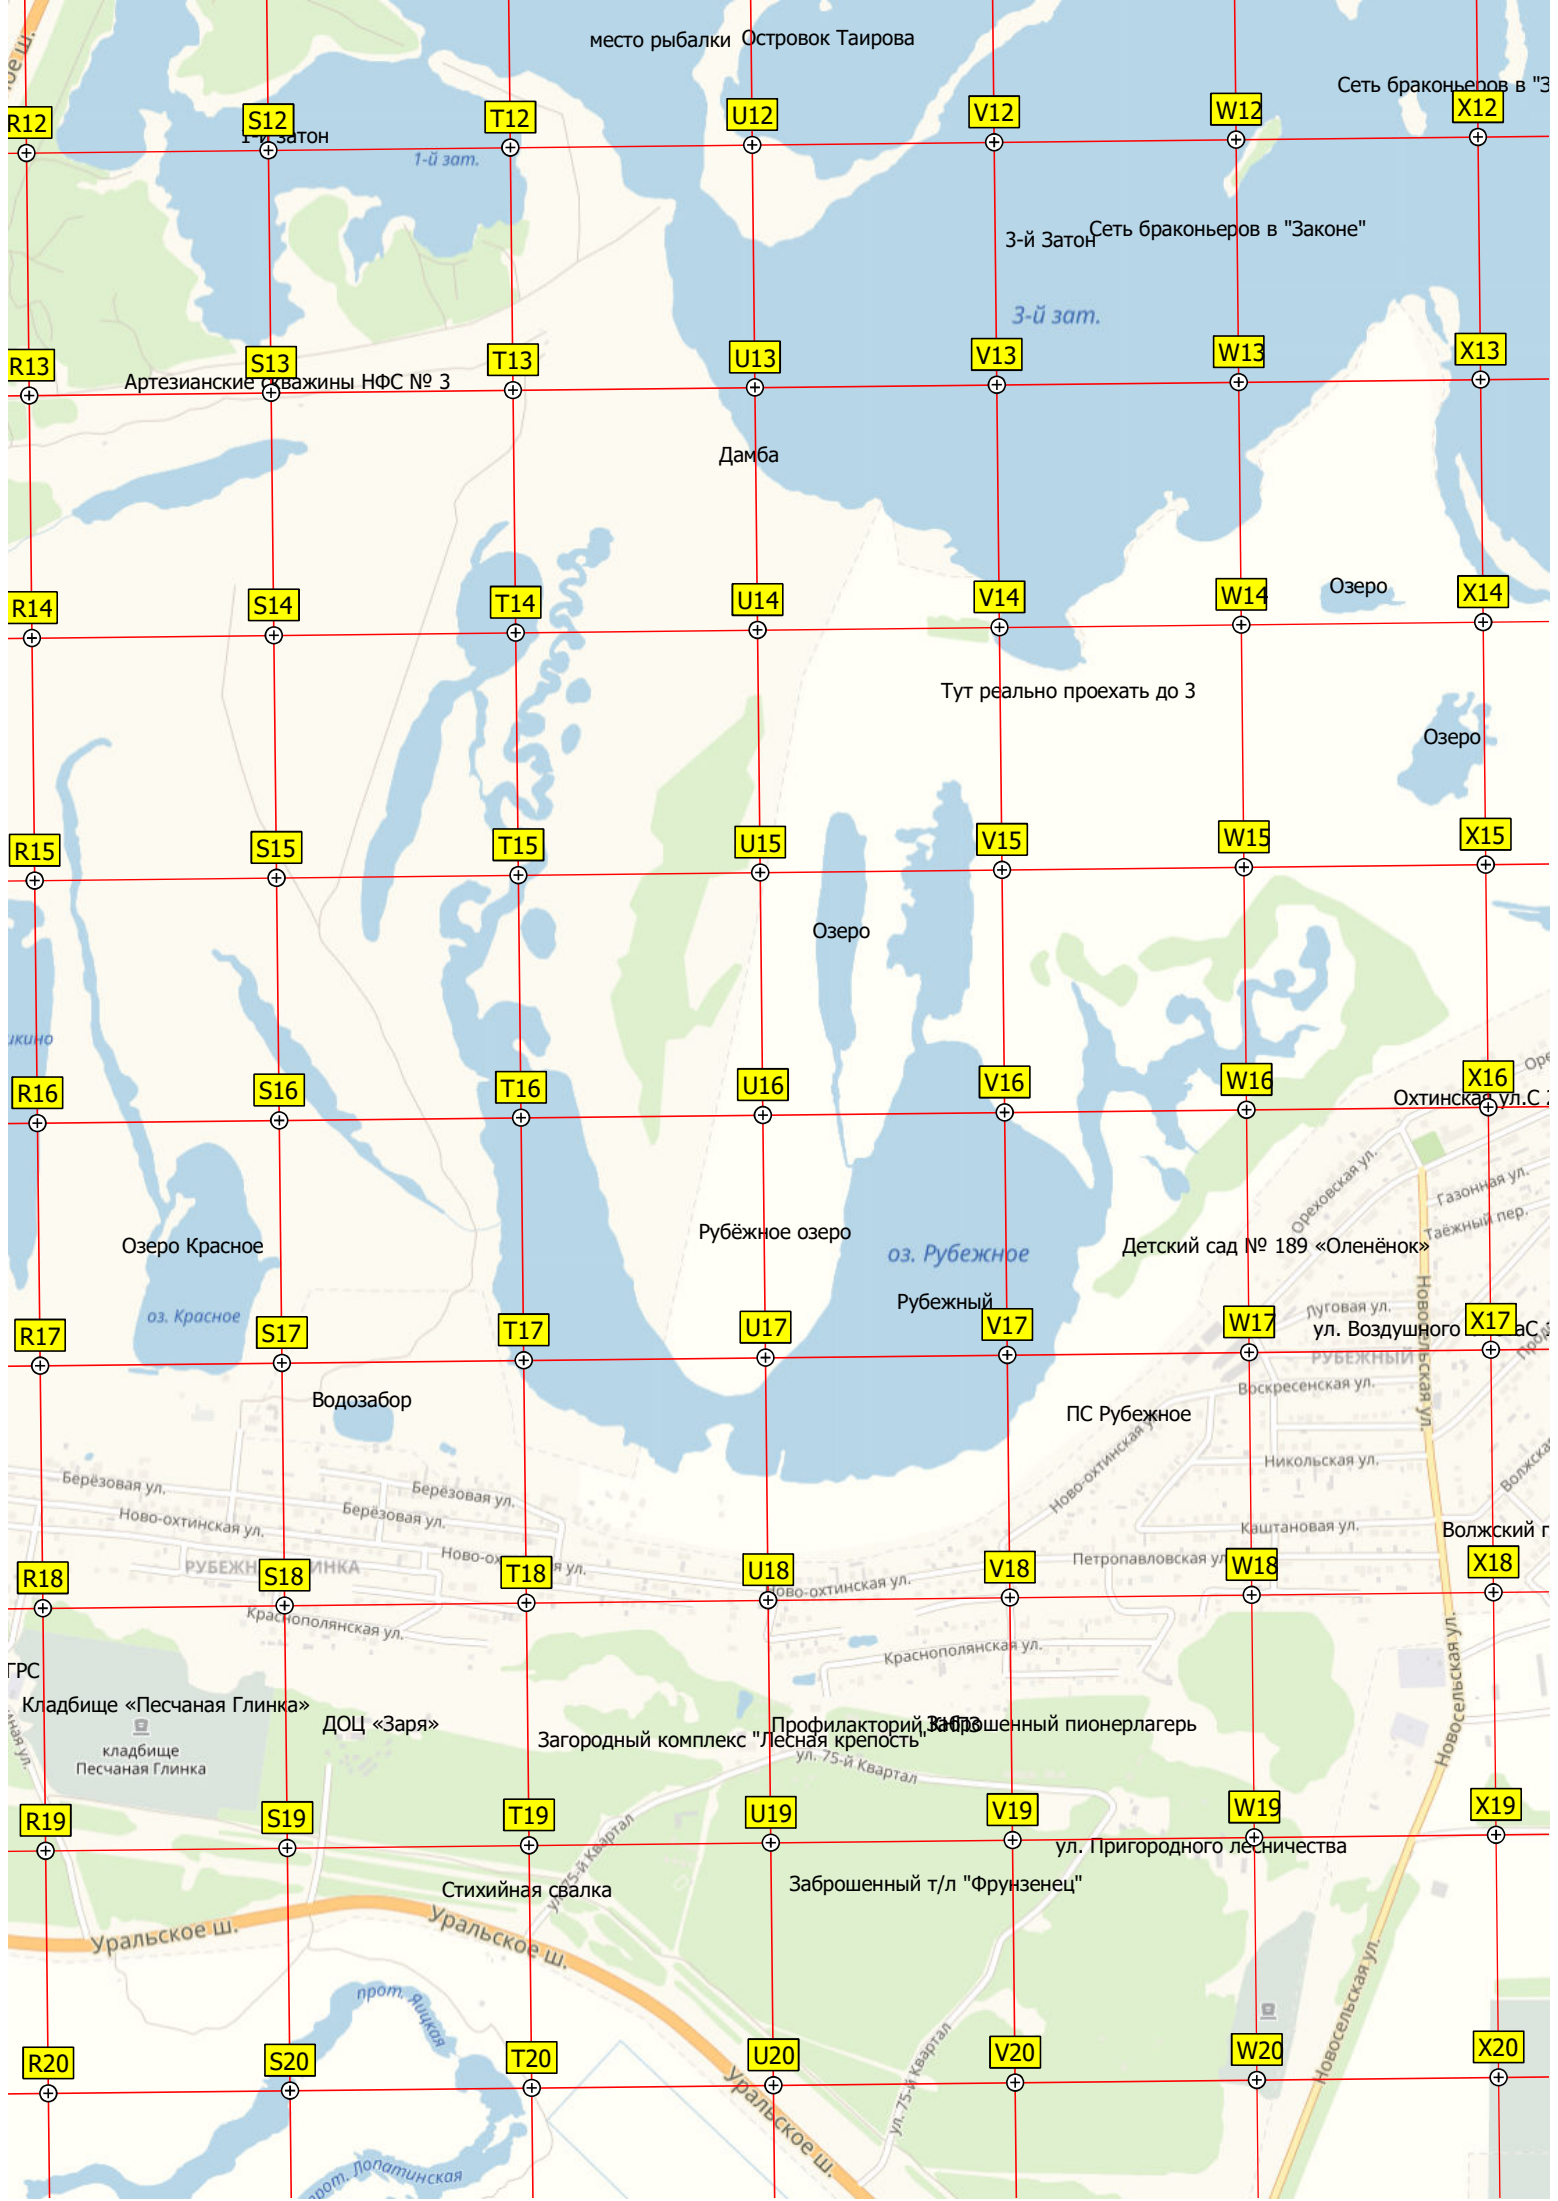 место рыбалки
Островок Таирова
Сеть браконьеров в "З
R12
S12
T12
U12
V12
W12
X12
1-й затон
1-й зат.
3-й Затон
Сеть браконьеров в "Законе"
3-й зат.
R13
S13
T13
U13
V13
W13
X13
Артезианские скважины НФС № 3
Дамба
R14
S14
T14
U14
V14
W14
X14
Озеро
Тут реально проехать до 3
Озеро
R15
S15
T15
U15
V15
W15
X15
Озеро
R16
S16
T16
U16
V16
W16
X16
Охтинская ул.С
Ореховская ул.
Газонная ул.
Таёжный пер.
Озеро Красное
Рубёжное озеро
оз. Рубежное
Детский сад № 189 «Оленёнок»
оз. Красное
Рубежный
Луговая ул.
Новосельская ул.
ул. Воздушного
R17
S17
T17
U17
V17
W17
X17
РУБЕЖНЫЙ
Водозабор
Воскресенская ул.
ПС Рубежное
Ново-охтинская ул.
Никольская ул.
Берёзовая ул.
Берёзовая ул.
Берёзовая ул.
Ново-охтинская ул.
Каштановая ул.
Волжский п
Петропавловская ул
R18
S18
T18
U18
V18
W18
X18
Ново-охтинская ул.
Краснополянская ул.
Краснополянская ул.
Новосельская ул.
ГРС
Кладбище «Песчаная Глинка»
ДОЦ «Заря»
Загородный комплекс "Лесная крепость"
Профилакторий КНПЗ
Заброшенный пионерлагерь
кладбище
Песчаная Глинка
ул. 75-й Квартал
R19
S19
T19
U19
V19
W19
X19
ул. 75-й Квартал
ул. Пригородного лесничества
Стихийная свалка
Заброшенный т/л "Фрунзенец"
Уральское ш.
Уральское ш.
Новосельская ул.
прот. Яицкая
ул. 75-й Квартал
R20
S20
T20
U20
V20
W20
X20
Уральское ш.
прот. Лопатинская